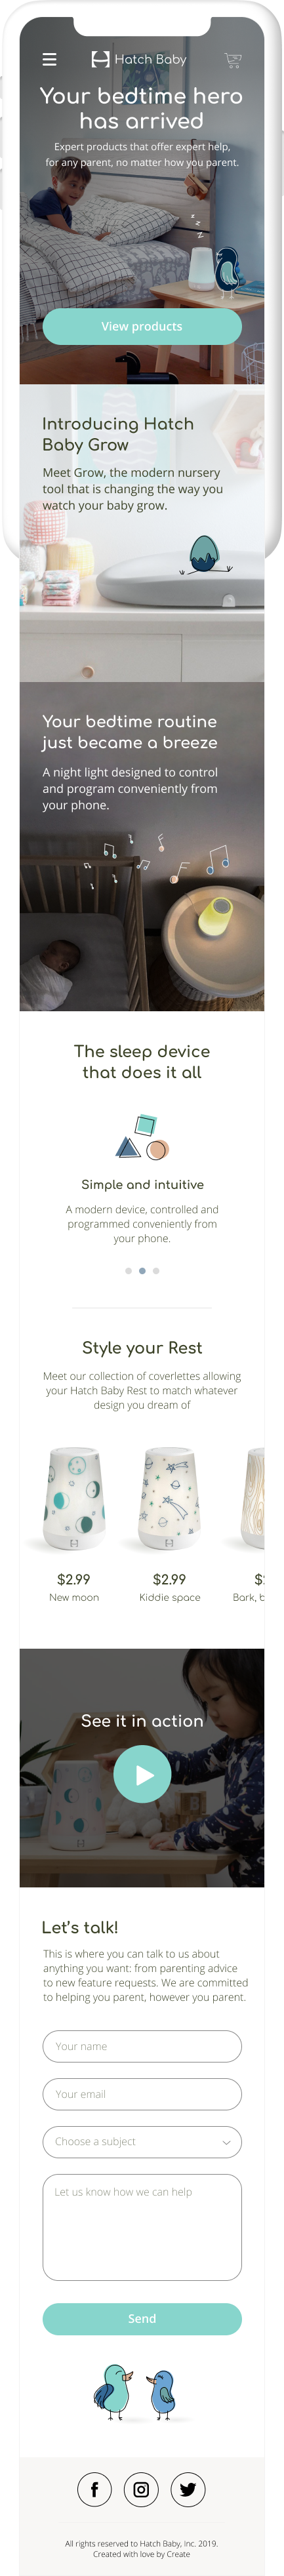 Hatch Baby
Your bedtime hero
has arrived
Expert products that offer expert help,
for any parent, no matter how you parent.
z
z
z
View products
Introducing Hatch
Baby Grow
Meet Grow, the modern nursery
tool that is changing the way you
watch your baby grow.
Your bedtime routine
just became a breeze
A night light designed to control
and program conveniently from
your phone.
The sleep device
that does it all
Simple and intuitive
A modern device, controlled and
programmed conveniently from
your phone.
Style your Rest
Meet our collection of coverlettes allowing
your Hatch Baby Rest to match whatever
design you dream of
$2.99 $2.99 $
New moon Kiddie space Bark, b
See it in action
Let's talk!
This is where you can talk to us about
anything you want: from parenting advice
to new feature requests. We are committed
to helping you parent, however you parent.
Your name
Your email
Choose a subject
Let us know how we can help
Send
All rights reserved to Hatch Baby, Inc. 2019.
Created with love by Create